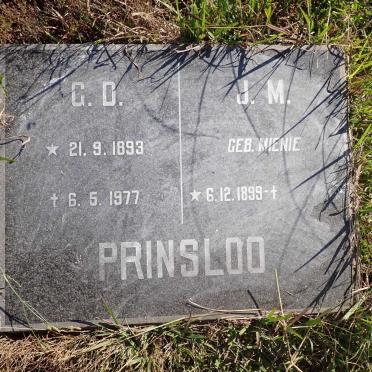 G. D.
* 21. 9. 1893
† 6. 5. 1977
J. M.
GEB. MIENIE
* 6. 12. 1899 - †
PRINSLOO